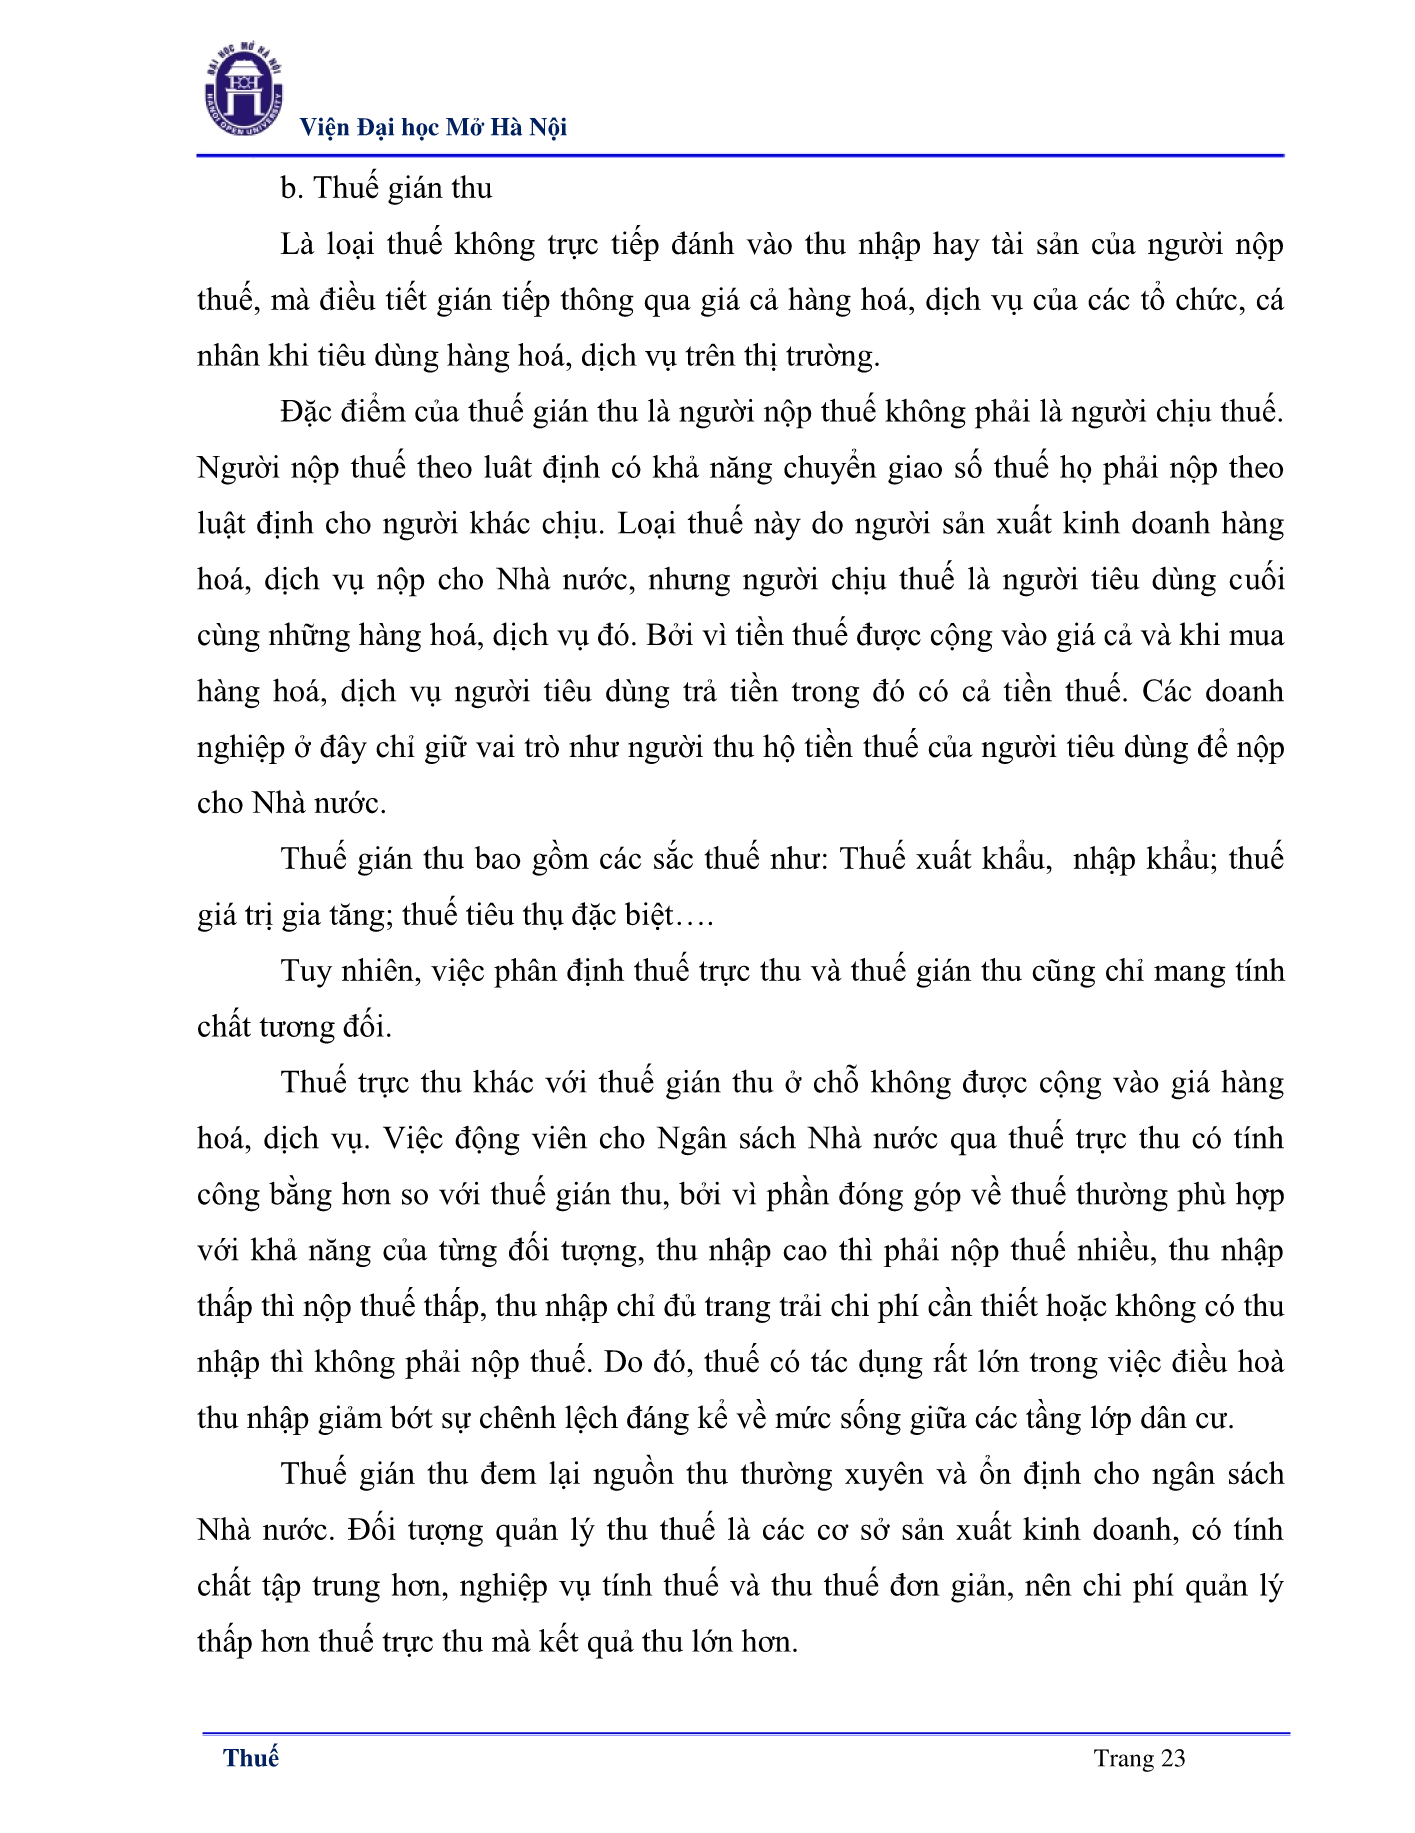 ĐẠI HỌC MỞ HÀ NỘI
HANOI OPEN UNIVERSITY
Viện Đại học Mở Hà Nội
b. Thuế gián thu
Là loại thuế không trực tiếp đánh vào thu nhập hay tài sản của người nộp
thuế, mà điều tiết gián tiếp thông qua giá cả hàng hoá, dịch vụ của các tổ chức, cá
nhân khi tiêu dùng hàng hoá, dịch vụ trên thị trường.
Đặc điểm của thuế gián thu là người nộp thuế không phải là người chịu thuế.
Người nộp thuế theo luât định có khả năng chuyển giao số thuế họ phải nộp theo
luật định cho người khác chịu. Loại thuế này do người sản xuất kinh doanh hàng
hoá, dịch vụ nộp cho Nhà nước, nhưng người chịu thuế là người tiêu dùng cuối
cùng những hàng hoá, dịch vụ đó. Bởi vì tiền thuế được cộng vào giá cả và khi mua
hàng hoá, dịch vụ người tiêu dùng trả tiền trong đó có cả tiền thuế. Các doanh
nghiệp ở đây chỉ giữ vai trò như người thu hộ tiền thuế của người tiêu dùng để nộp
cho Nhà nước.
Thuế gián thu bao gồm các sắc thuế như: Thuế xuất khẩu, nhập khẩu; thuế
giá trị gia tăng; thuế tiêu thụ đặc biệt….
Tuy nhiên, việc phân định thuế trực thu và thuế gián thu cũng chỉ mang tính
chất tương đối.
Thuế trực thu khác với thuế gián thu ở chỗ không được cộng vào giá hàng
hoá, dịch vụ. Việc động viên cho Ngân sách Nhà nước qua thuế trực thu có tính
công bằng hơn so với thuế gián thu, bởi vì phần đóng góp về thuế thường phù hợp
với khả năng của từng đối tượng, thu nhập cao thì phải nộp thuế nhiều, thu nhập
thấp thì nộp thuế thấp, thu nhập chỉ đủ trang trải chi phí cần thiết hoặc không có thu
nhập thì không phải nộp thuế. Do đó, thuế có tác dụng rất lớn trong việc điều hoà
thu nhập giảm bớt sự chênh lệch đáng kể về mức sống giữa các tầng lớp dân cư.
Thuế gián thu đem lại nguồn thu thường xuyên và ổn định cho ngân sách
Nhà nước. Đối tượng quản lý thu thuế là các cơ sở sản xuất kinh doanh, có tính
chất tập trung hơn, nghiệp vụ tính thuế và thu thuế đơn giản, nên chi phí quản lý
thấp hơn thuế trực thu mà kết quả thu lớn hơn.
Thuế
Trang 23